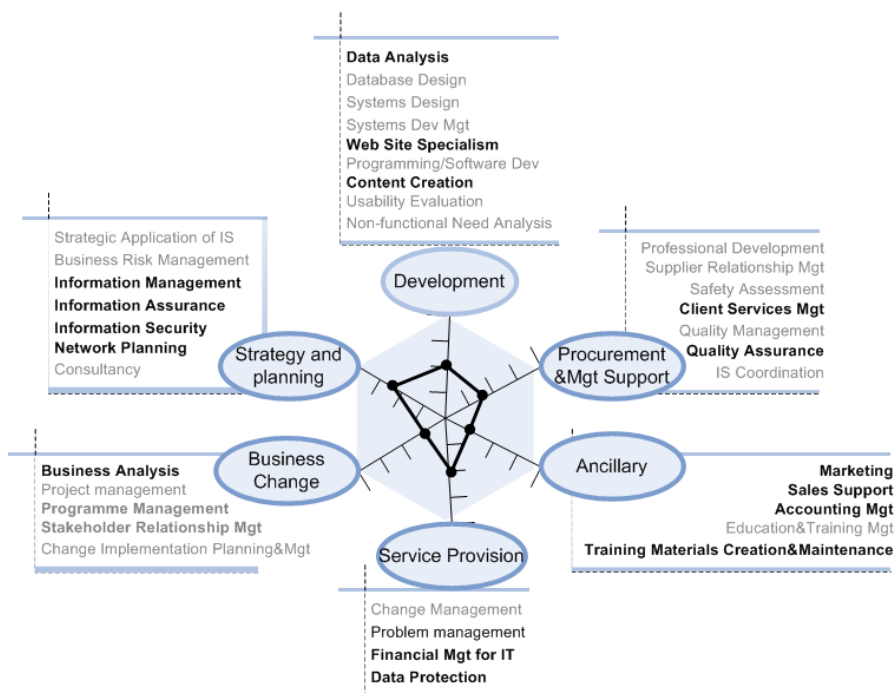 Data Analysis
Database Design
Systems Design
Systems Dev Mgt
Web Site Specialism
Programming/Software Dev
Content Creation
Usability Evaluation
Non-functional Need Analysis
Development
Strategic Application of IS
Business Risk Management
Information Management
Information Assurance
Information Security
Network Planning
Consultancy
Strategy and
planning
Professional Development
Supplier Relationship Mgt
Safety Assessment
Client Services Mgt
Quality Management
Quality Assurance
IS Coordination
Procurement
&Mgt Support
Business Analysis
Project management
Programme Management
Stakeholder Relationship Mgt
Change Implementation Planning&Mgt
Business
Change
Ancillary
Marketing
Sales Support
Accounting Mgt
Education&Training Mgt
Training Materials Creation&Maintenance
Service Provision
Change Management
Problem management
Financial Mgt for IT
Data Protection